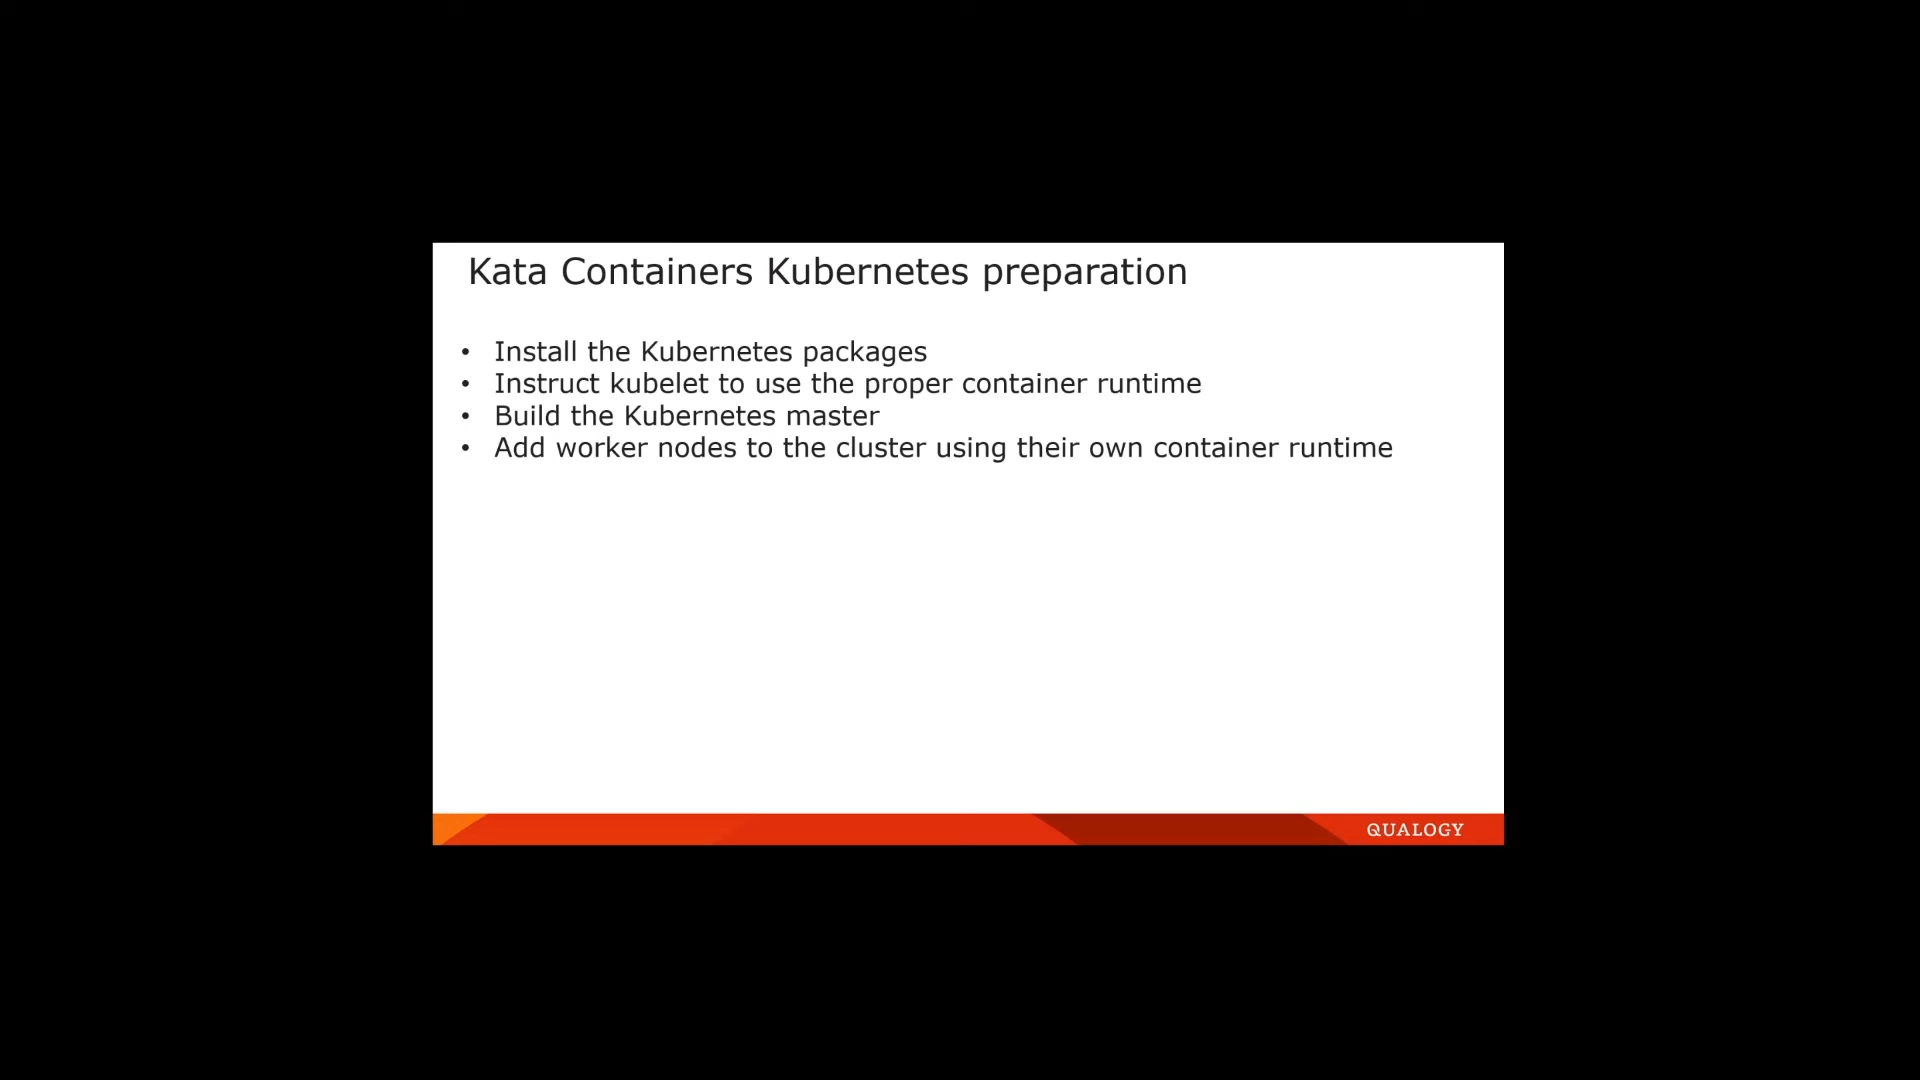 Kata Containers Kubernetes preparation
• Install the Kubernetes packages
• Instruct kubelet to use the proper container runtime
• Build the Kubernetes master
• Add worker nodes to the cluster using their own container runtime
QUALOGY